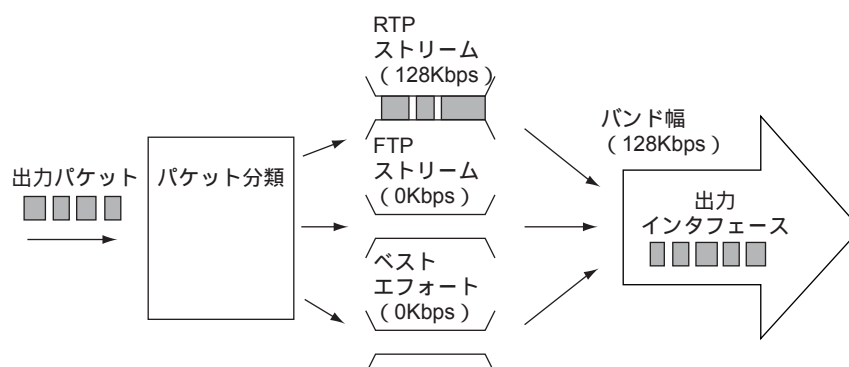 RTP
ストリーム
（128Kbps）
出力パケット
パケット分類
FTP
ストリーム
（0Kbps）
ベスト
エフォート
（0Kbps）
バンド幅
（128Kbps）
出力
インタフェース